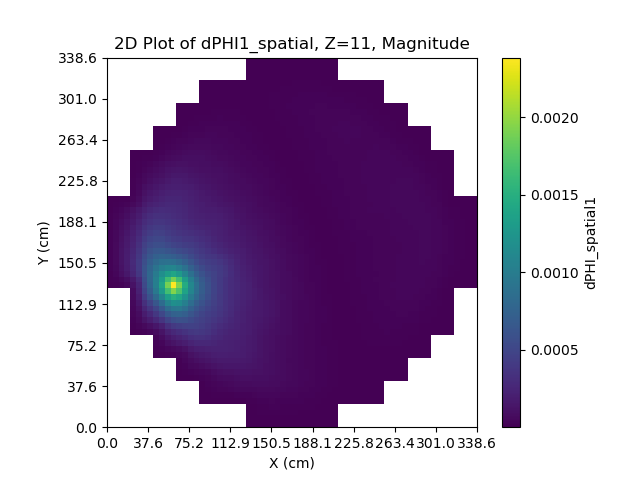 2D Plot of dPHI1_spatial, Z=11, Magnitude
338.6
301.0
263.4
225.8
188.1
150.5
112.9
75.2
37.6
0.0
Y (cm)
0.0 37.6 75.2 112.9 150.5 188.1 225.8 263.4 301.0 338.6
X (cm)
0.0020
0.0015
0.0010
0.0005
dPHI_spatial1